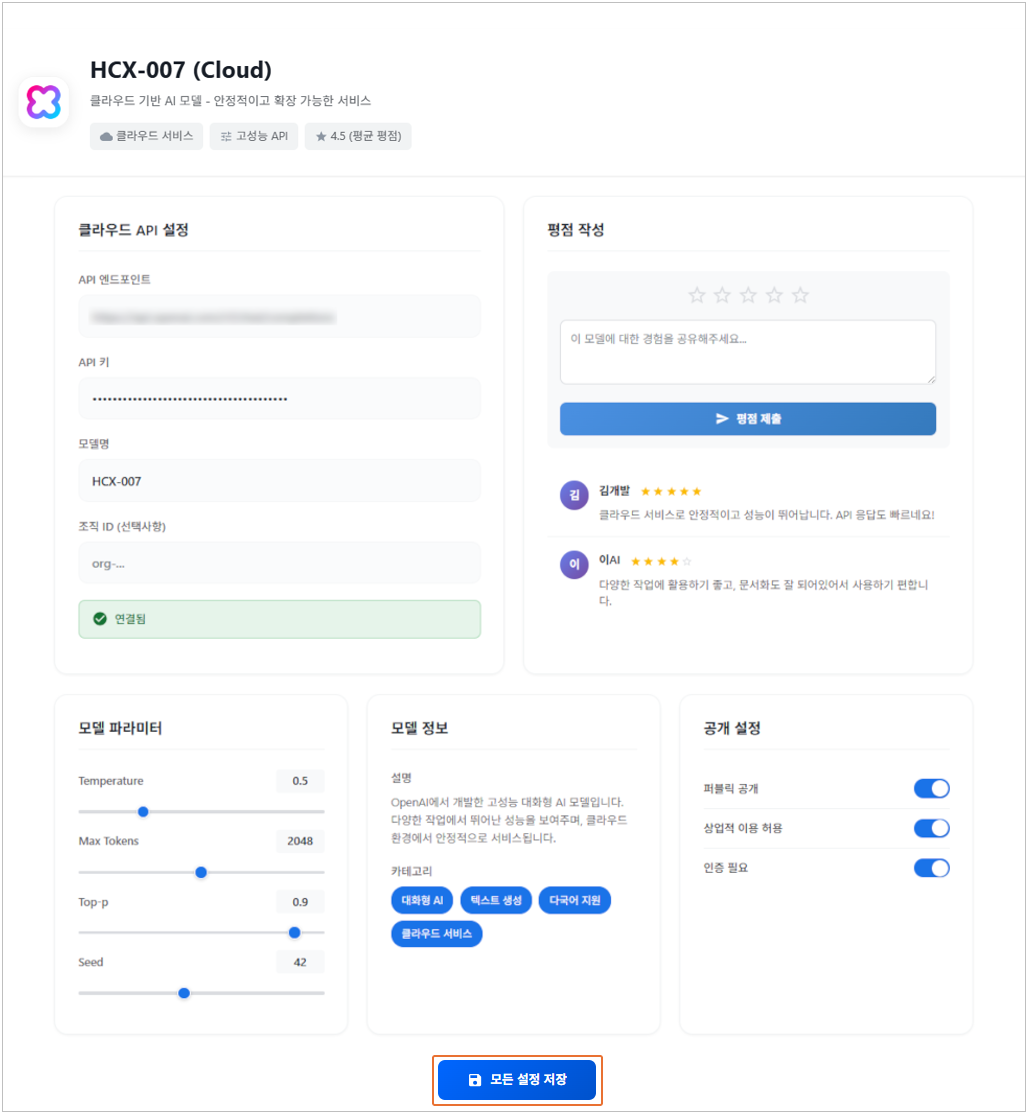 HCX-007 (Cloud)
클라우드 기반 AI 모델 - 안정적이고 확장 가능한 서비스
클라우드 서비스
고성능 API
4.5 (평균 평점)
클라우드 API 설정
API 엔드포인트
API 키
모델명
HCX-007
조직 ID (선택사항)
org-...
연결됨
평점 작성
이 모델에 대한 경험을 공유해주세요...
평점 제출
김
김개발
클라우드 서비스로 안정적이고 성능이 뛰어납니다. API 응답도 빠르네요!
이
이AI
다양한 작업에 활용하기 좋고, 문서화도 잘 되어있어서 사용하기 편합니
다.
모델 파라미터
Temperature 0.5
Max Tokens 2048
Top-p 0.9
Seed 42
모델 정보
설명
OpenAI에서 개발한 고성능 대화형 AI 모델입니다.
다양한 작업에서 뛰어난 성능을 보여주며, 클라우드
환경에서 안정적으로 서비스됩니다.
카테고리
대화형 AI
텍스트 생성
다국어 지원
클라우드 서비스
공개 설정
퍼블릭 공개
상업적 이용 허용
인증 필요
모든 설정 저장